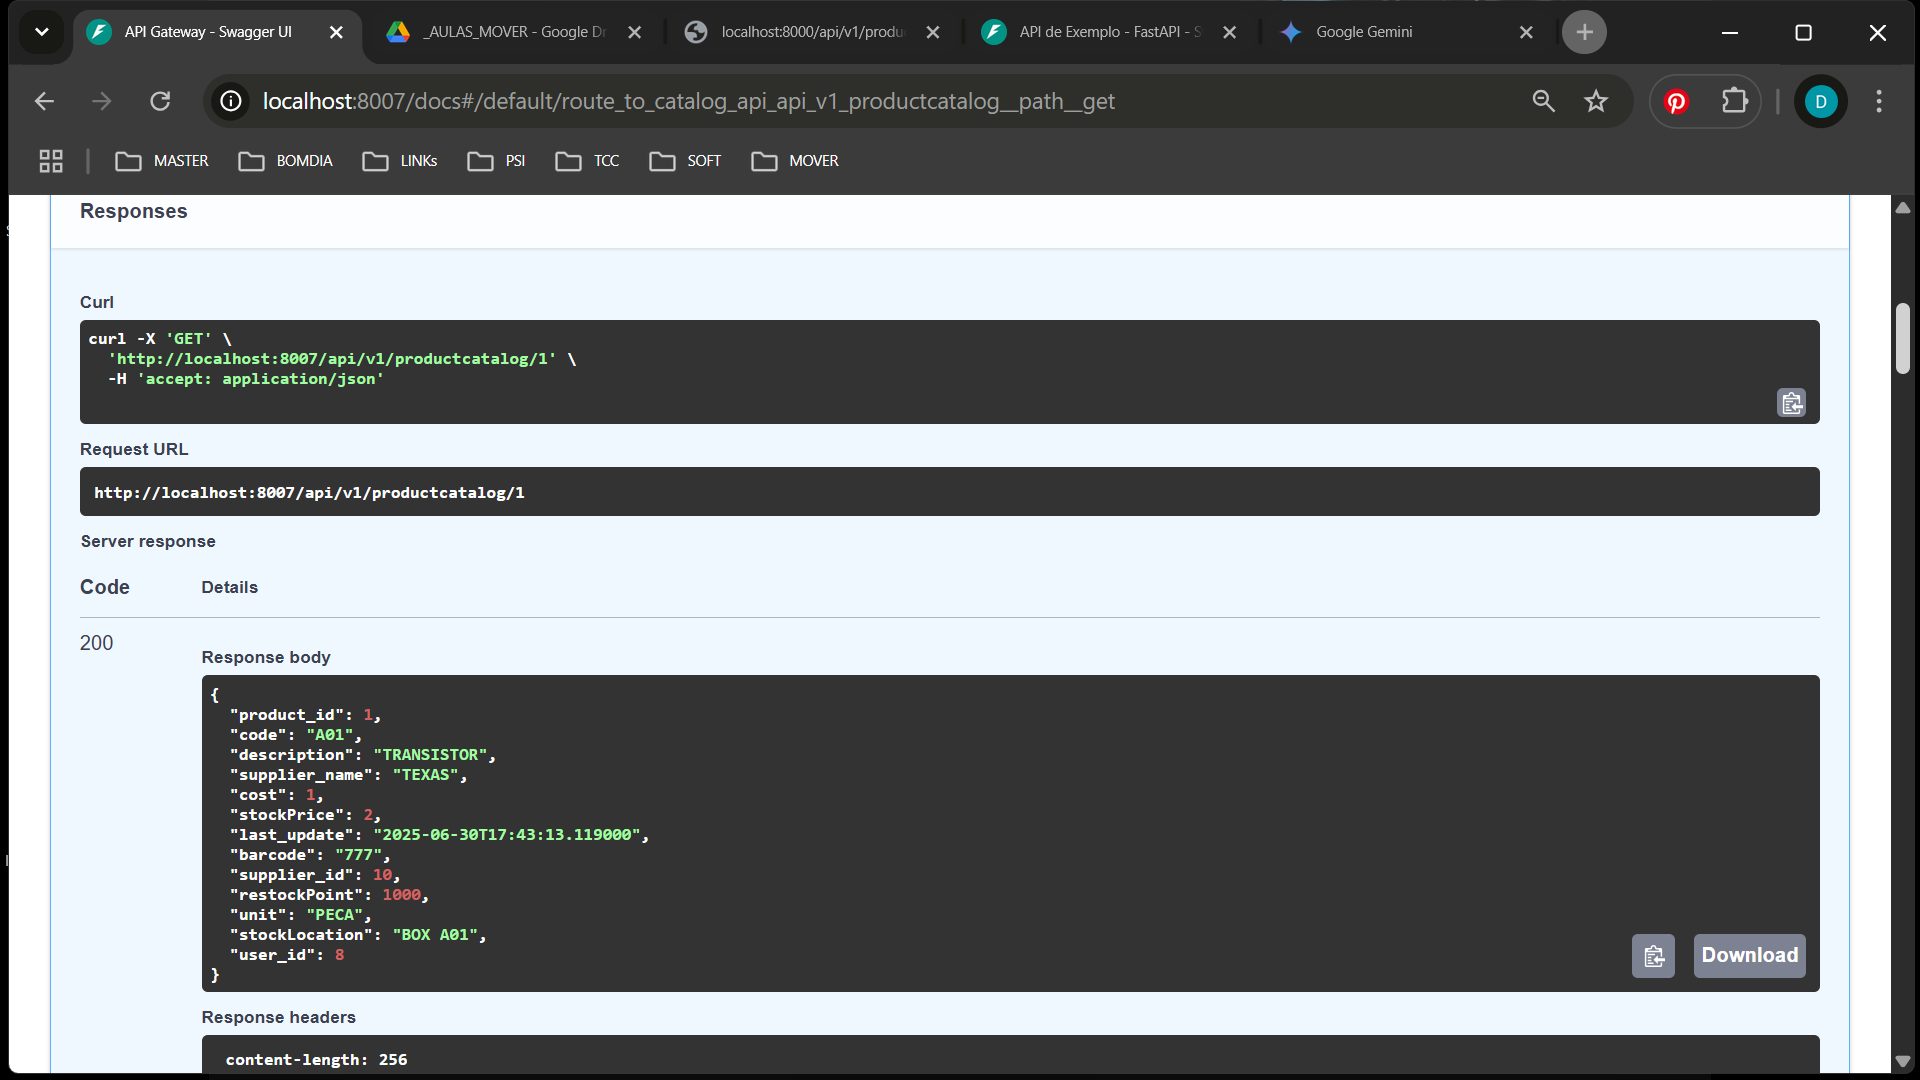 API Gateway - Swagger UI
_AULAS_MOVER - Google Dr
localhost:8000/api/v1/produ
API de Exemplo - FastAPI - S
Google Gemini
localhost:8007/docs#/default/route_to_catalog_api_api_v1_productcatalog__path__get
D
MASTER
BOMDIA
LINKs
PSI
TCC
SOFT
MOVER
Responses
Curl
curl -X 'GET' \
'http://localhost:8007/api/v1/productcatalog/1' \
-H 'accept: application/json'
Request URL
http://localhost:8007/api/v1/productcatalog/1
Server response
Code Details
200
Response body
{
"product_id": 1,
"code": "A01",
"description": "TRANSISTOR",
"supplier_name": "TEXAS",
"cost": 1,
"stockPrice": 2,
"last_update": "2025-06-30T17:43:13.119000",
"barcode": "777",
"supplier_id": 10,
"restockPoint": 1000,
"unit": "PECA",
"stockLocation": "BOX A01",
"user_id": 8
}
Download
Response headers
content-length: 256